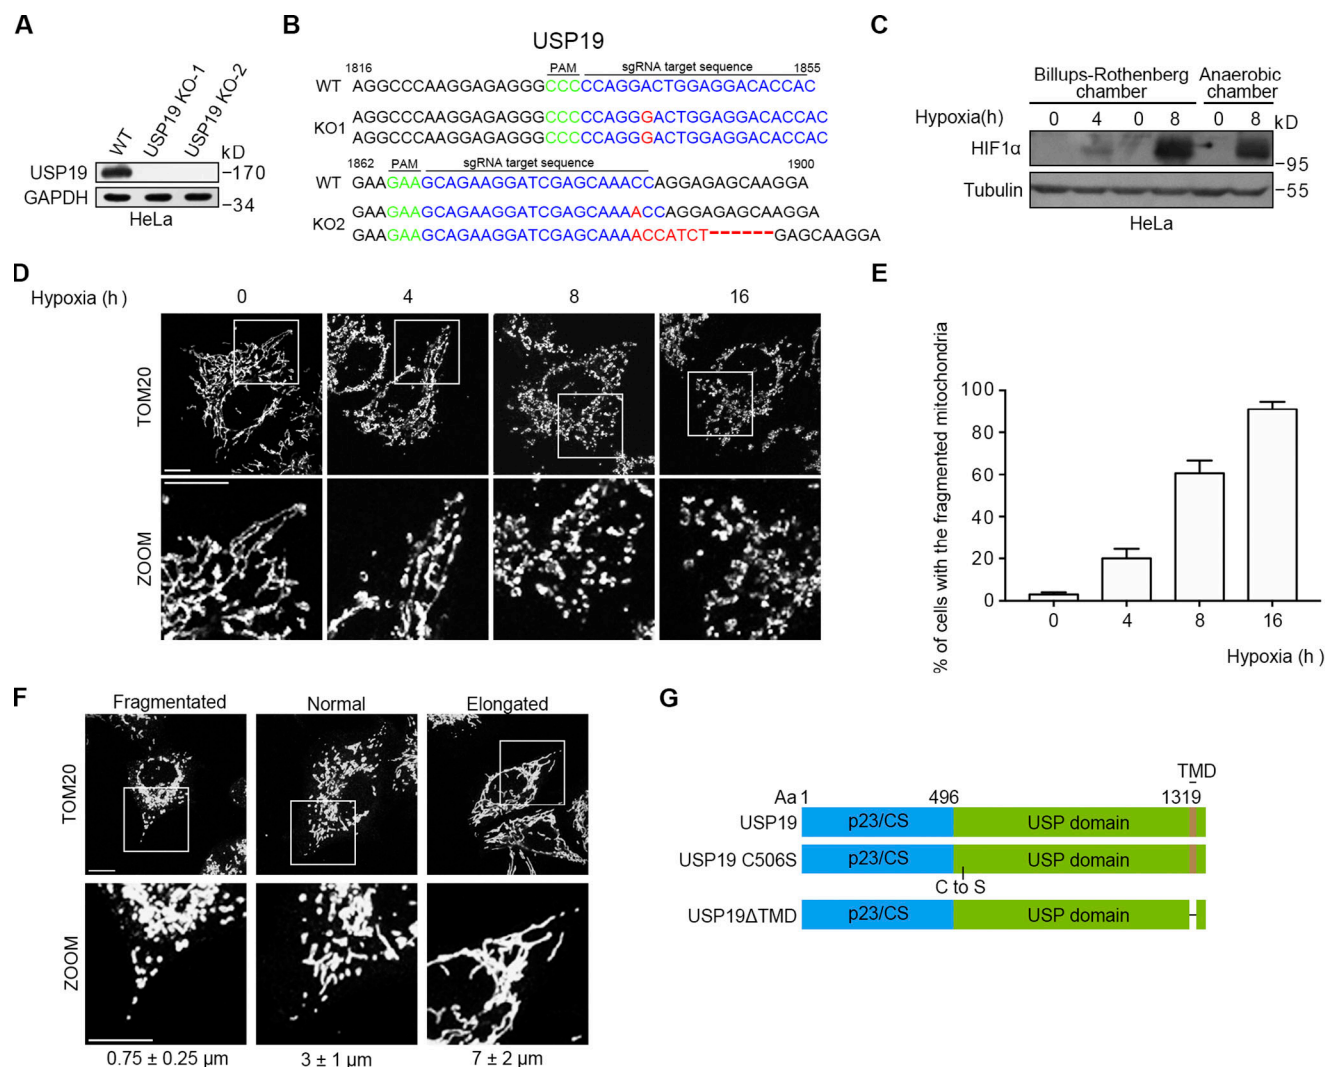 A
WT
USP19 KO-1
USP19 KO-2
kD
USP19
−170
GAPDH
−34
HeLa
B
USP19
1816 PAM sgRNA target sequence 1855
WT AGGCCCAAGGAGAGGGCCCCCAGGACTGGAGGACACCAC
KO1
AGGCCCAAGGAGAGGGCCCCCAGGGACTGGAGGACACCAC
AGGCCCAAGGAGAGGGCCCCCAGGGACTGGAGGACACCAC
1862 PAM sgRNA target sequence 1900
WT GAAGAAGCAGAAGGATCGAGCAAACCAGGAGAGCAAGGA
KO2
GAAGAAGCAGAAGGATCGAGCAAAACCAGGAGAGCAAGGA
GAAGAAGCAGAAGGATCGAGCAAAACCATCT------GAGCAAGGA
C
Billups-Rothenberg chamber
Anaerobic chamber
Hypoxia(h) 0 4 0 8 0 8 kD
HIF1α
−95
Tubulin
−55
HeLa
D
Hypoxia (h) 0 4 8 16
TOM20
ZOOM
E
% of cells with the fragmented mitochondria
100
80
60
40
20
0
0 4 8 16
Hypoxia (h )
F
Fragmentated Normal Elongated
TOM20
ZOOM
0.75 ± 0.25 µm 3 ± 1 µm 7 ± 2 µm
G
TMD
Aa 1 496 1319
USP19 p23/CS USP domain
USP19 C506S p23/CS USP domain
C to S
USP19ΔTMD p23/CS USP domain